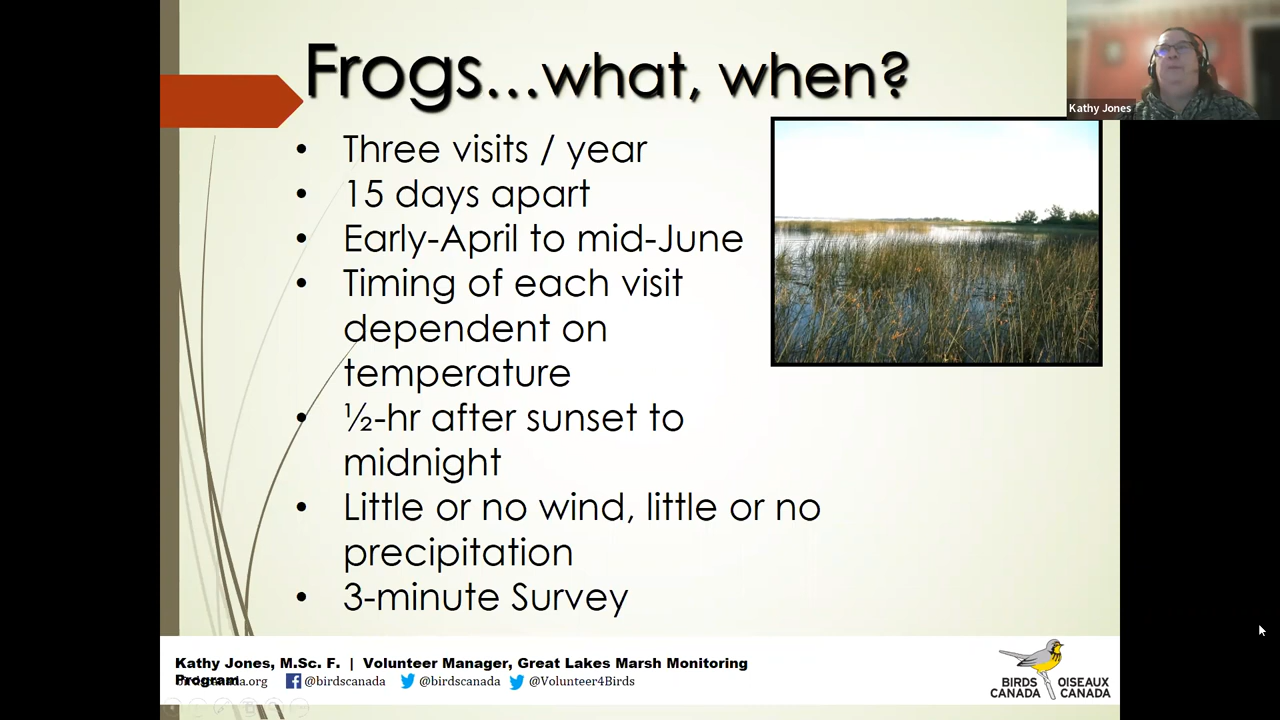 Frogs...what, when?
Kathy Jones
• Three visits / year
• 15 days apart
• Early-April to mid-June
• Timing of each visit
dependent on
temperature
• ½-hr after sunset to
midnight
• Little or no wind, little or no
precipitation
• 3-minute Survey
Kathy Jones, M.Sc. F. | Volunteer Manager, Great Lakes Marsh Monitoring
Program
birdscanada.org @birdscanada @birdscanada @Volunteer4Birds
BIRDS OISEAUX
CANADA CANADA